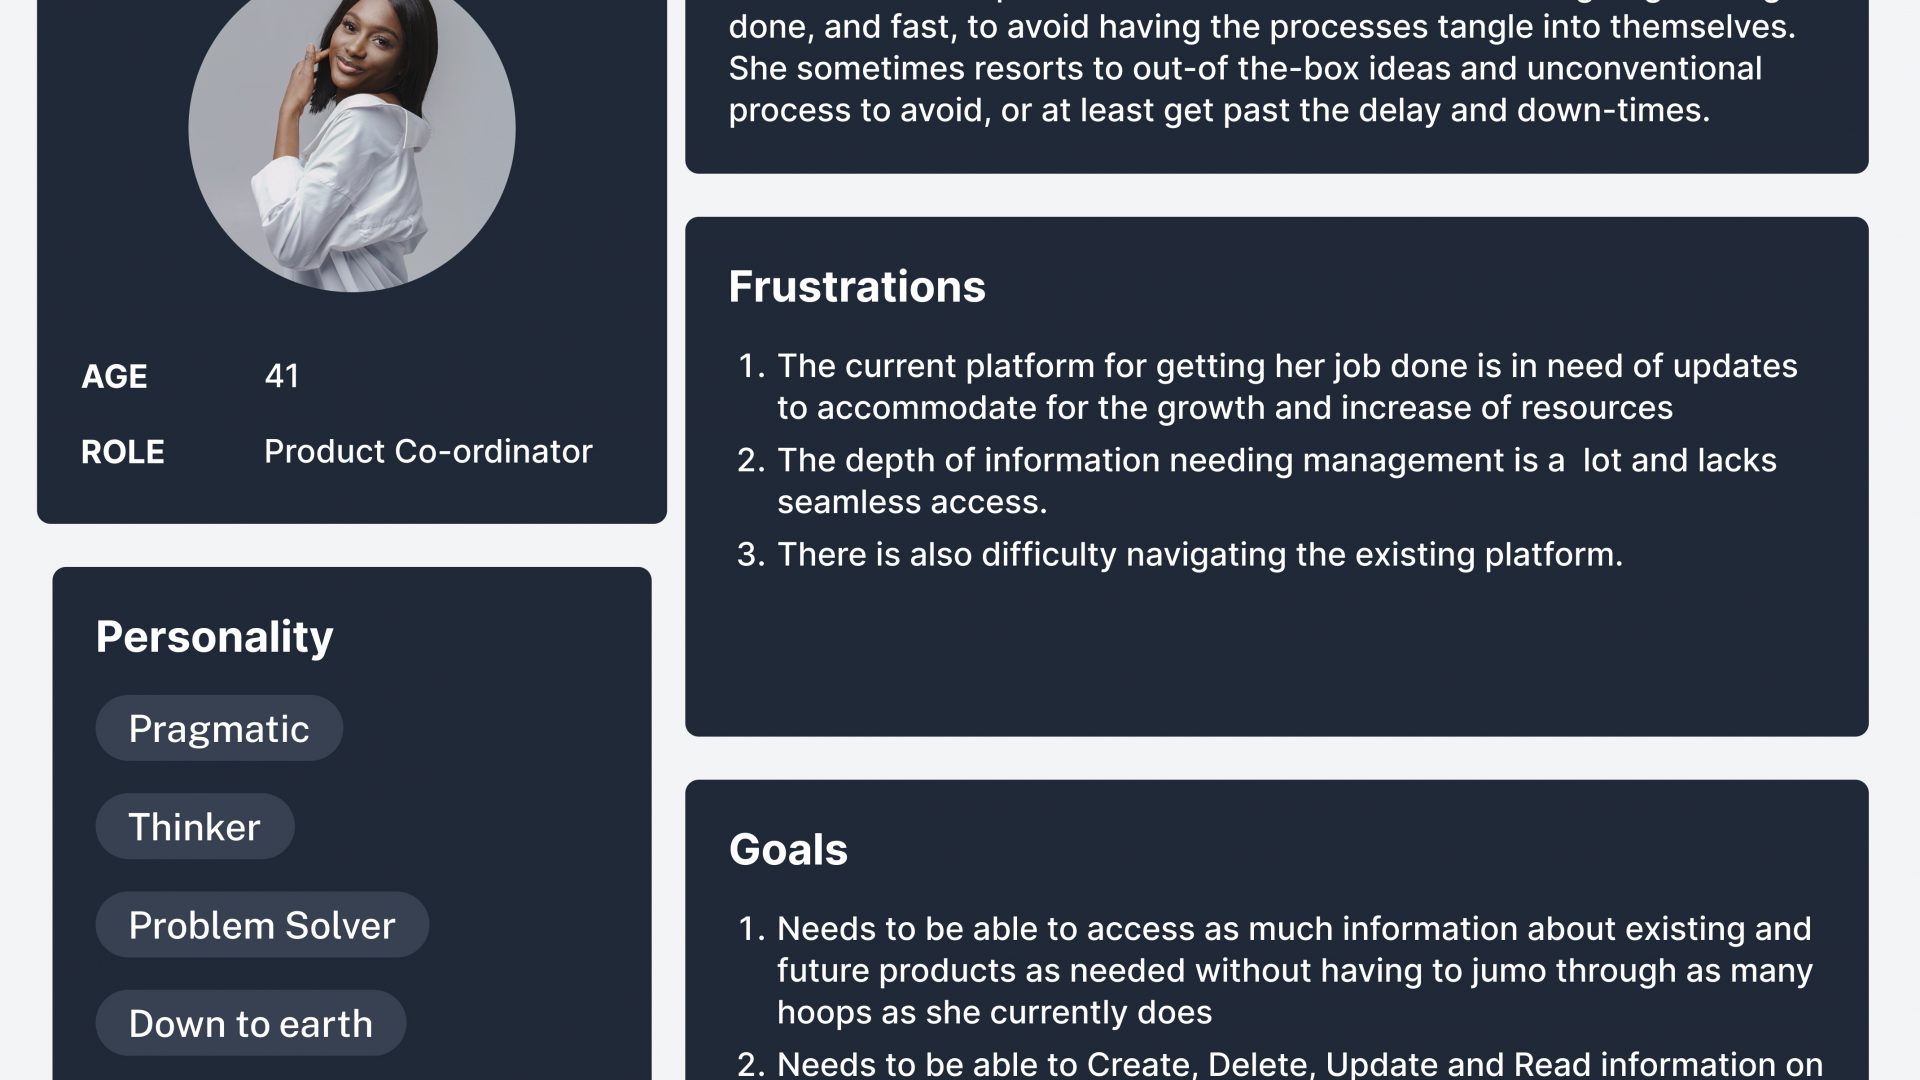 AGE 41
ROLE Product Co-ordinator
Personality
Pragmatic
Thinker
Problem Solver
Down to earth
done, and fast, to avoid having the processes tangle into themselves.
She sometimes resorts to out-of the-box ideas and unconventional
process to avoid, or at least get past the delay and down-times.
Frustrations
1. The current platform for getting her job done is in need of updates
to accommodate for the growth and increase of resources
2. The depth of information needing management is a  lot and lacks
seamless access.
3. There is also difficulty navigating the existing platform.
Goals
1. Needs to be able to access as much information about existing and
future products as needed without having to jumo through as many
hoops as she currently does
2. Needs to be able to Create, Delete, Update and Read information on